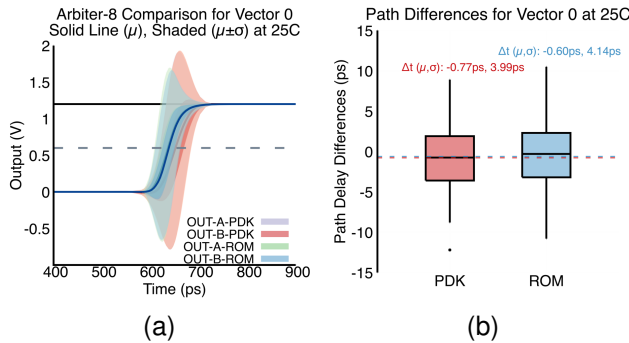 Arbiter-8 Comparison for Vector 0
Solid Line (μ), Shaded (μ±σ) at 25C
Output (V)
2
1.5
1
0.5
0
-0.5
OUT-A-PDK
OUT-B-PDK
OUT-A-ROM
OUT-B-ROM
400 500 600 700 800 900
Time (ps)
(a)
Path Differences for Vector 0 at 25C
Path Delay Differences (ps)
15
10
5
0
-5
-10
-15
Δt (μ,σ): -0.60ps, 4.14ps
Δt (μ,σ): -0.77ps, 3.99ps
PDK ROM
(b)